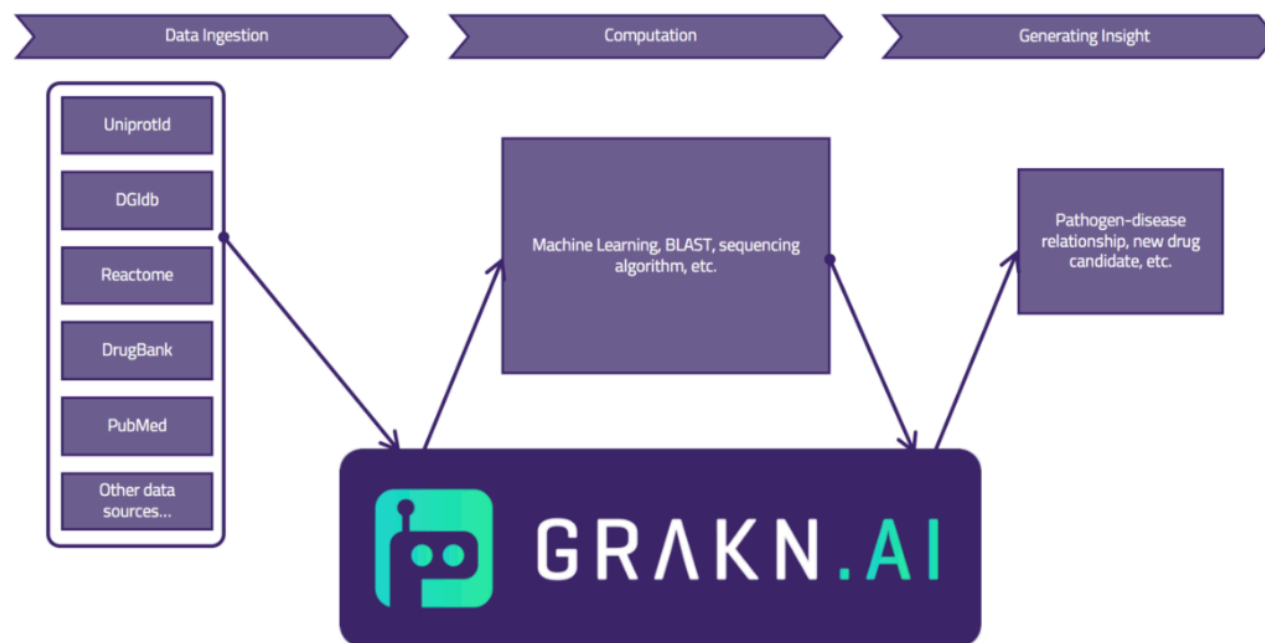 Data Ingestion
Computation
Generating Insight
UniprotId
DGIdb
Reactome
DrugBank
PubMed
Other data
sources...
Machine Learning, BLAST, sequencing
algorithm, etc.
Pathogen-disease
relationship, new drug
candidate, etc.
GRAKN.AI